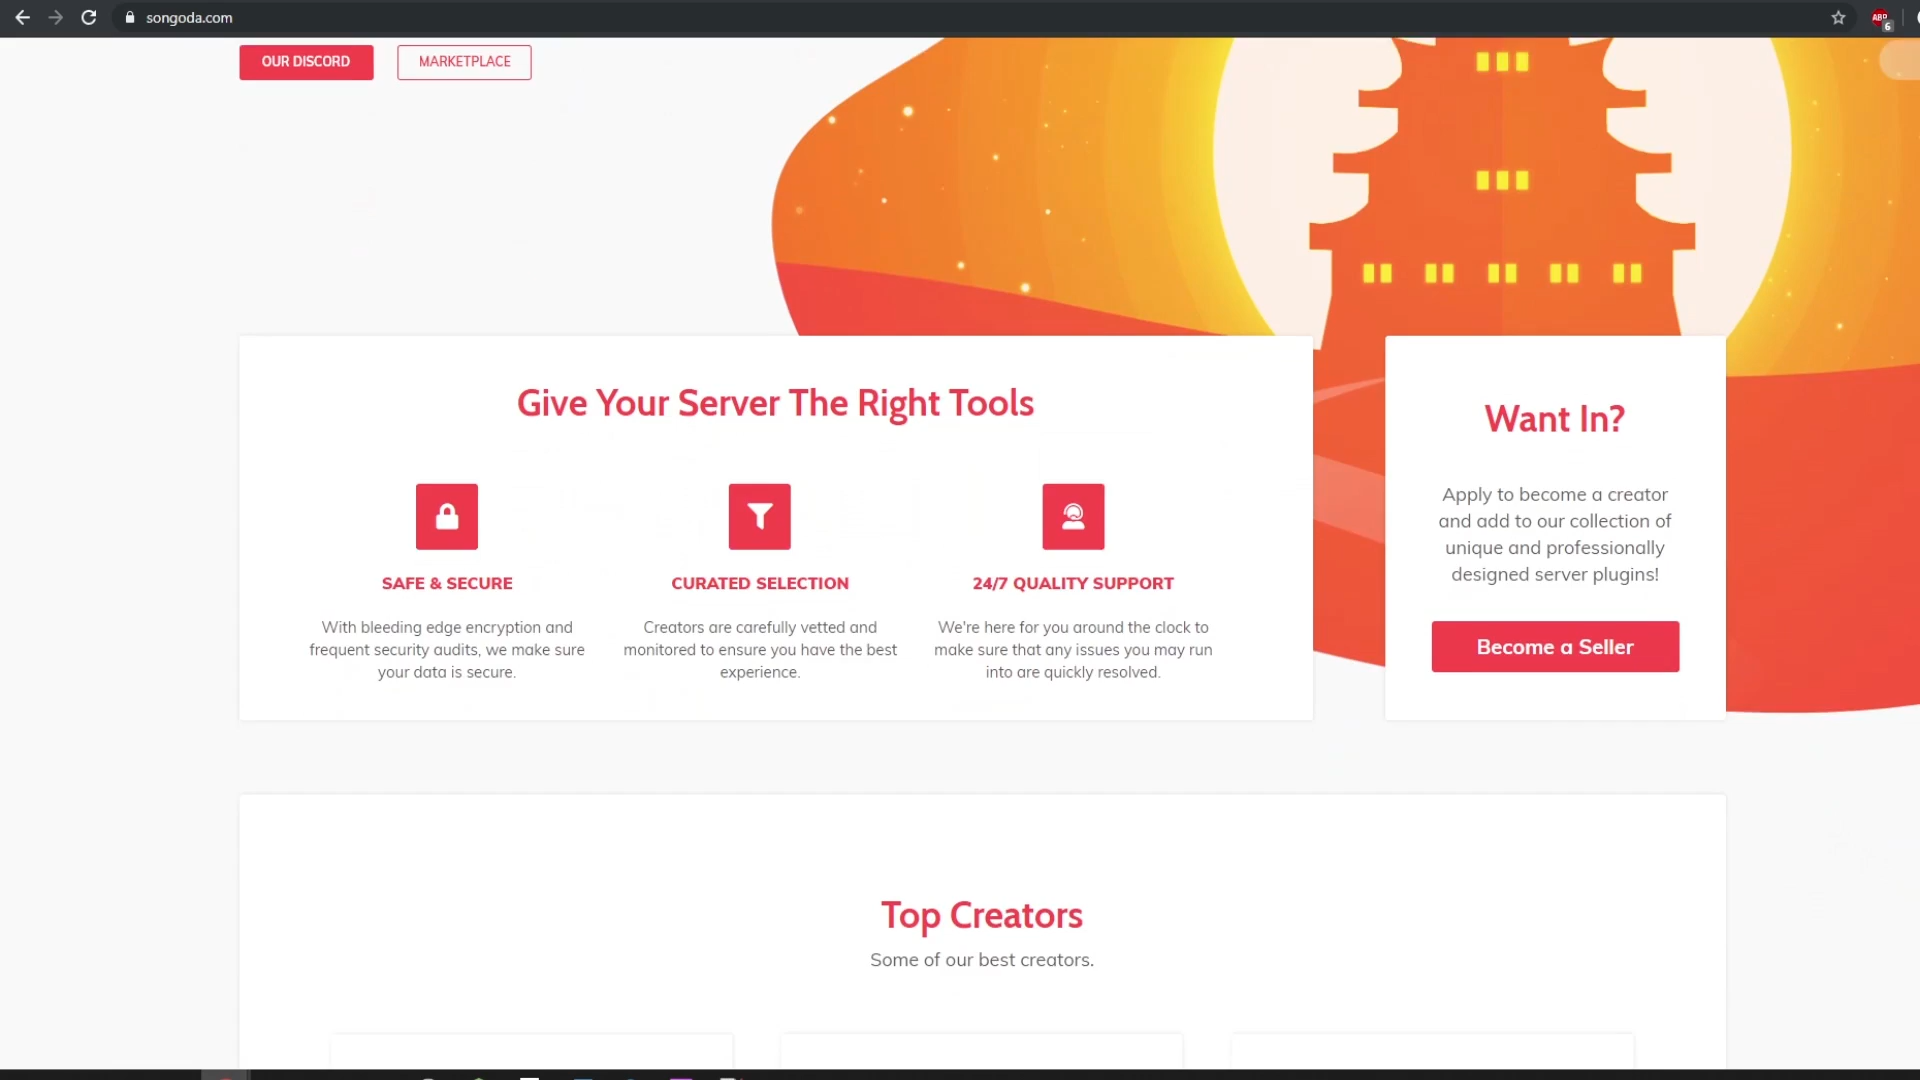 songoda.com
ABP
6
OUR DISCORD
MARKETPLACE
Give Your Server The Right Tools
SAFE & SECURE
With bleeding edge encryption and
frequent security audits, we make sure
your data is secure.
CURATED SELECTION
Creators are carefully vetted and
monitored to ensure you have the best
experience.
24/7 QUALITY SUPPORT
We're here for you around the clock to
make sure that any issues you may run
into are quickly resolved.
Want In?
Apply to become a creator
and add to our collection of
unique and professionally
designed server plugins!
Become a Seller
Top Creators
Some of our best creators.